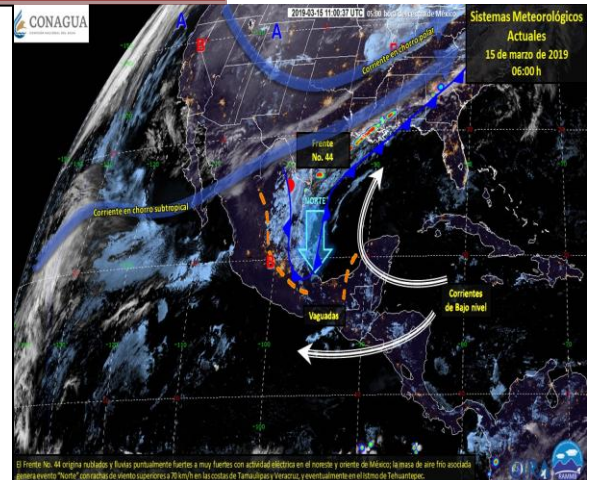 CONAGUA
COMISIÓN NACIONAL DEL AGUA
2019-03-15 11:00:37 UTC
Sistemas Meteorológicos
Actuales
15 de marzo de 2019
06:00 h
A
A
B
Corriente en chorro polar
Frente
No. 44
Corriente en chorro subtropical
"NORTE"
B
Corrientes
de Bajo nivel
Vaguadas
El Frente No. 44 origina nublados y lluvias puntualmente fuertes a muy fuertes con actividad eléctrica en el noreste y oriente de México; la masa de aire frío asociada
genera evento "Norte" con rachas de viento superiores a 70 km/h en las costas de Tamaulipas y Veracruz, y eventualmente en el Istmo de Tehuantepec.